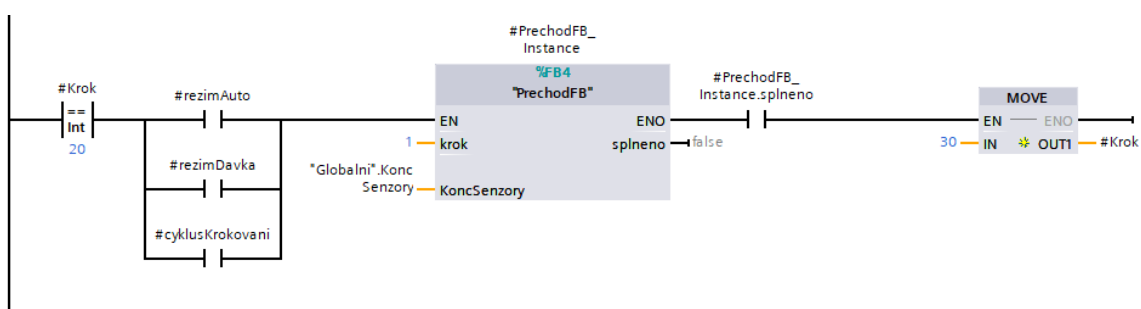 #PrechodFB_
Instance
%FB4
"PrechodFB"
#Krok
==
Int
20
#rezimAuto
#PrechodFB_
Instance.splneno
MOVE
EN
ENO
EN
ENO
1
krok
splneno
false
30
IN
OUT1
#Krok
#rezimDavka
"Globalni".Konc
Senzory
KoncSenzory
#cyklusKrokovani